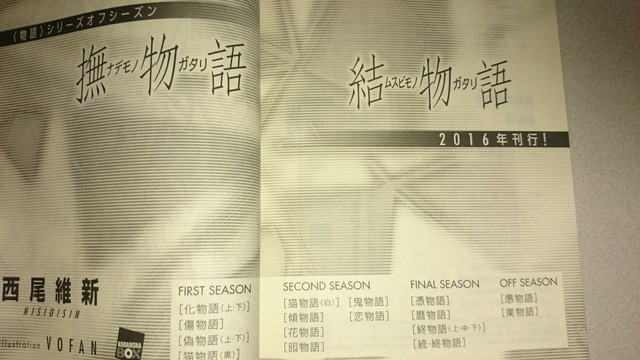 〈物語〉シリーズオフシーズン
撫ナデモノ物ガタリ語
結ムスビモノ物ガタリ語
2016年刊行!
西尾維新
NISIOISIN
Illustration VOFAN
KODANSHA BOX
FIRST SEASON
[化物語(上・下)]
[傷物語]
[偽物語(上・下)]
[猫物語(黒)]
SECOND SEASON
[猫物語(白)] [鬼物語]
[傾物語] [恋物語]
[花物語]
[囮物語]
FINAL SEASON
[憑物語]
[暦物語]
[終物語(上・中・下)]
[続・終物語]
OFF SEASON
[愚物語]
[業物語]